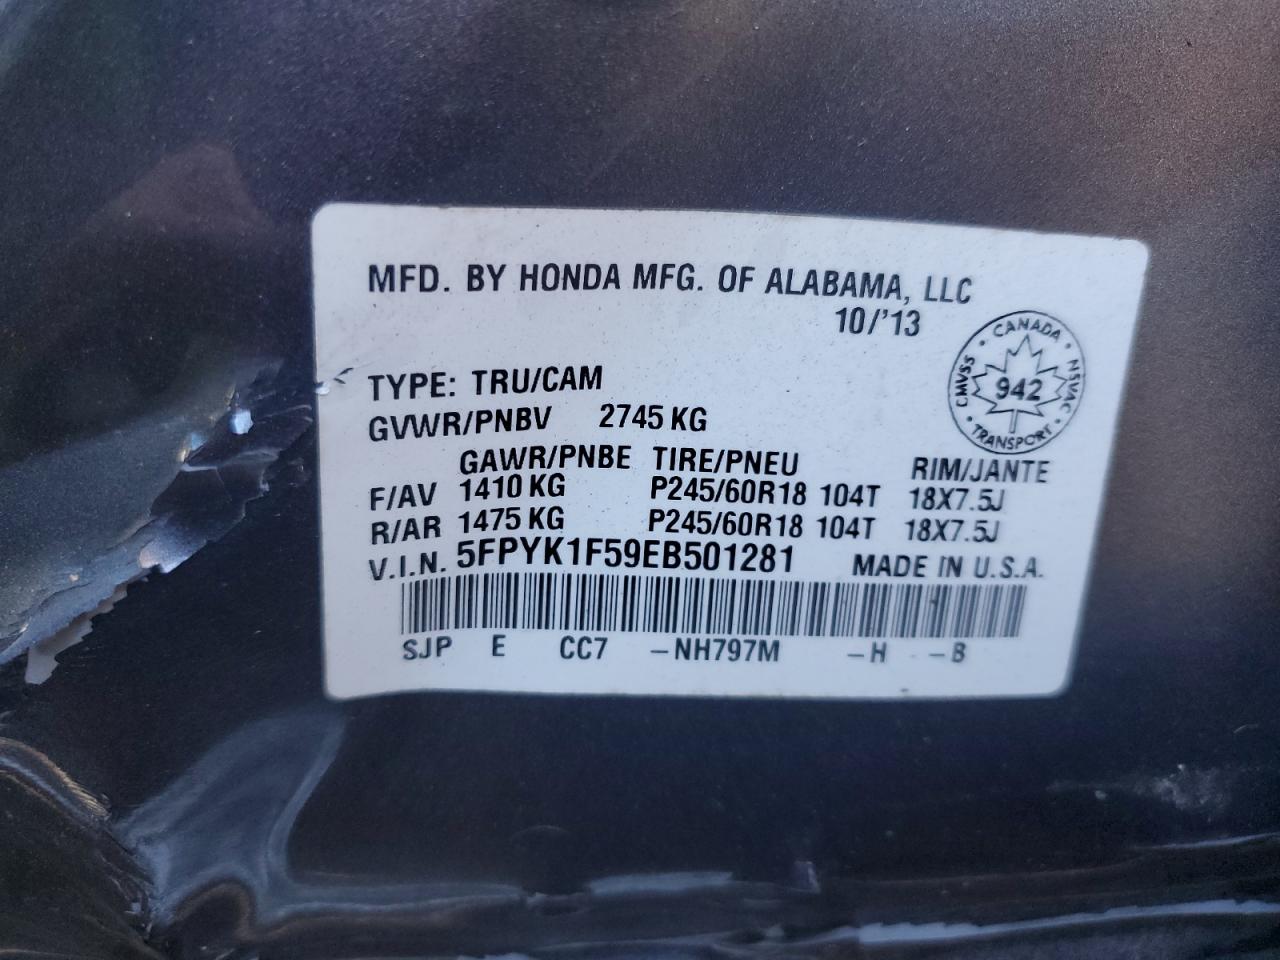 MFD. BY HONDA MFG. OF ALABAMA, LLC
10/'13
CANADA
CMVSS
NSVAC
942
TRANSPORT
TYPE: TRU/CAM
GVWR/PNBV 2745 KG
GAWR/PNBE TIRE/PNEU RIM/JANTE
F/AV 1410 KG P245/60R18 104T 18X7.5J
R/AR 1475 KG P245/60R18 104T 18X7.5J
V.I.N. 5FPYK1F59EB501281 MADE IN U.S.A.
SJP E CC7 -NH797M -H -B